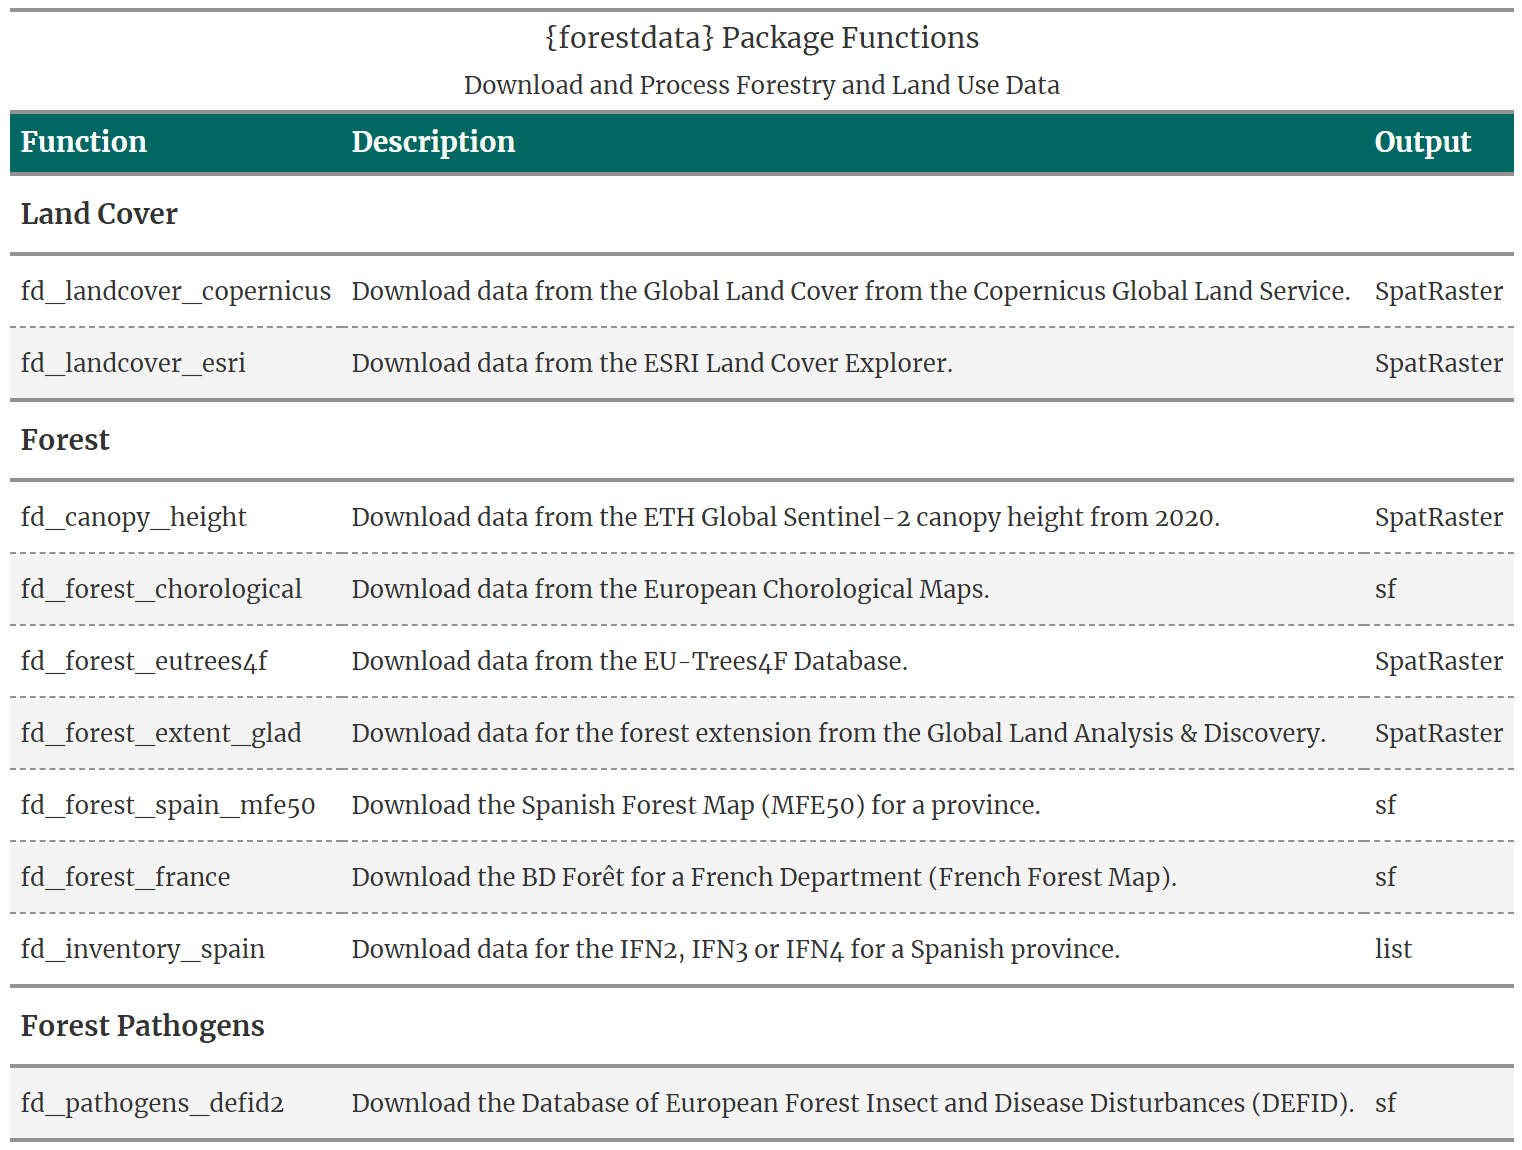 {forestdata} Package Functions
Download and Process Forestry and Land Use Data
Function Description Output
Land Cover
fd_landcover_copernicus Download data from the Global Land Cover from the Copernicus Global Land Service. SpatRaster
fd_landcover_esri Download data from the ESRI Land Cover Explorer. SpatRaster
Forest
fd_canopy_height Download data from the ETH Global Sentinel-2 canopy height from 2020. SpatRaster
fd_forest_chorological Download data from the European Chorological Maps. sf
fd_forest_eutrees4f Download data from the EU-Trees4F Database. SpatRaster
fd_forest_extent_glad Download data for the forest extension from the Global Land Analysis & Discovery. SpatRaster
fd_forest_spain_mfe50 Download the Spanish Forest Map (MFE50) for a province. sf
fd_forest_france Download the BD Forêt for a French Department (French Forest Map). sf
fd_inventory_spain Download data for the IFN2, IFN3 or IFN4 for a Spanish province. list
Forest Pathogens
fd_pathogens_defid2 Download the Database of European Forest Insect and Disease Disturbances (DEFID). sf